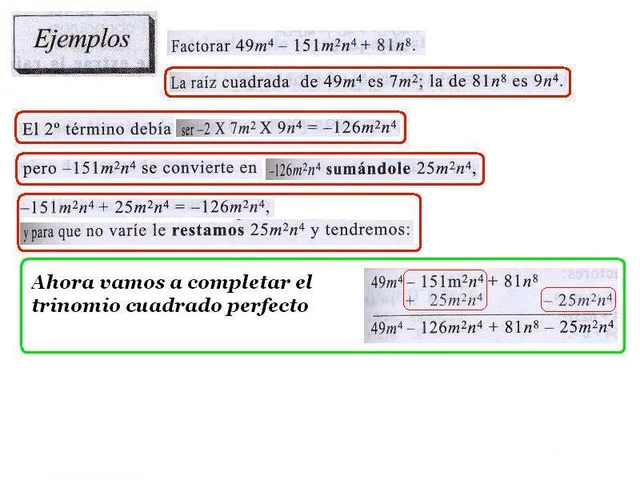 Ejemplos
Factorar 49m⁴ – 151m²n⁴ + 81n⁸.
La raíz cuadrada de 49m⁴ es 7m²; la de 81n⁸ es 9n⁴.
El 2º término debía ser –2 X 7m² X 9n⁴ = –126m²n⁴
pero –151m²n⁴ se convierte en –126m²n⁴ sumándole 25m²n⁴,
–151m²n⁴ + 25m²n⁴ = –126m²n⁴,
y para que no varíe le restamos 25m²n⁴ y tendremos:
Ahora vamos a completar el
trinomio cuadrado perfecto
49m⁴ – 151m²n⁴ + 81n⁸
+ 25m²n⁴ – 25m²n⁴
49m⁴ – 126m²n⁴ + 81n⁸ – 25m²n⁴